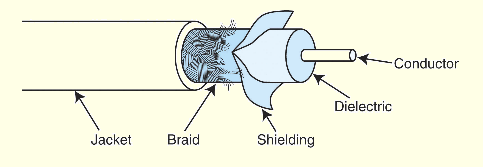 Conductor
Dielectric
Jacket
Braid
Shielding